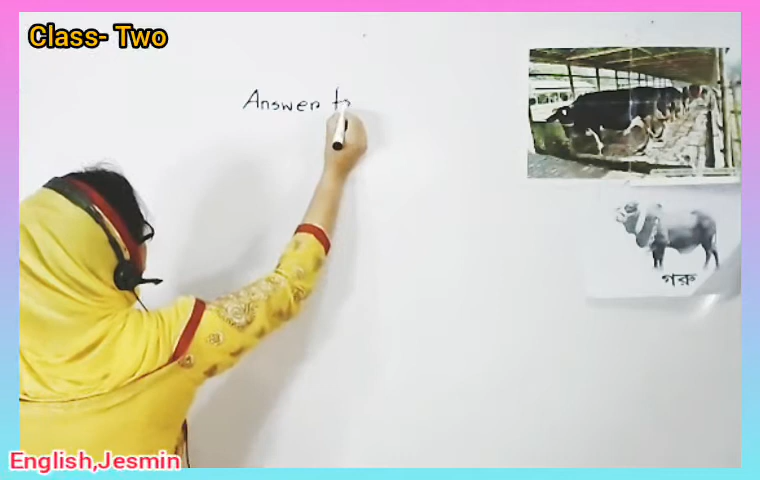 Class- Two
Answer t
গরু
English,Jesmin